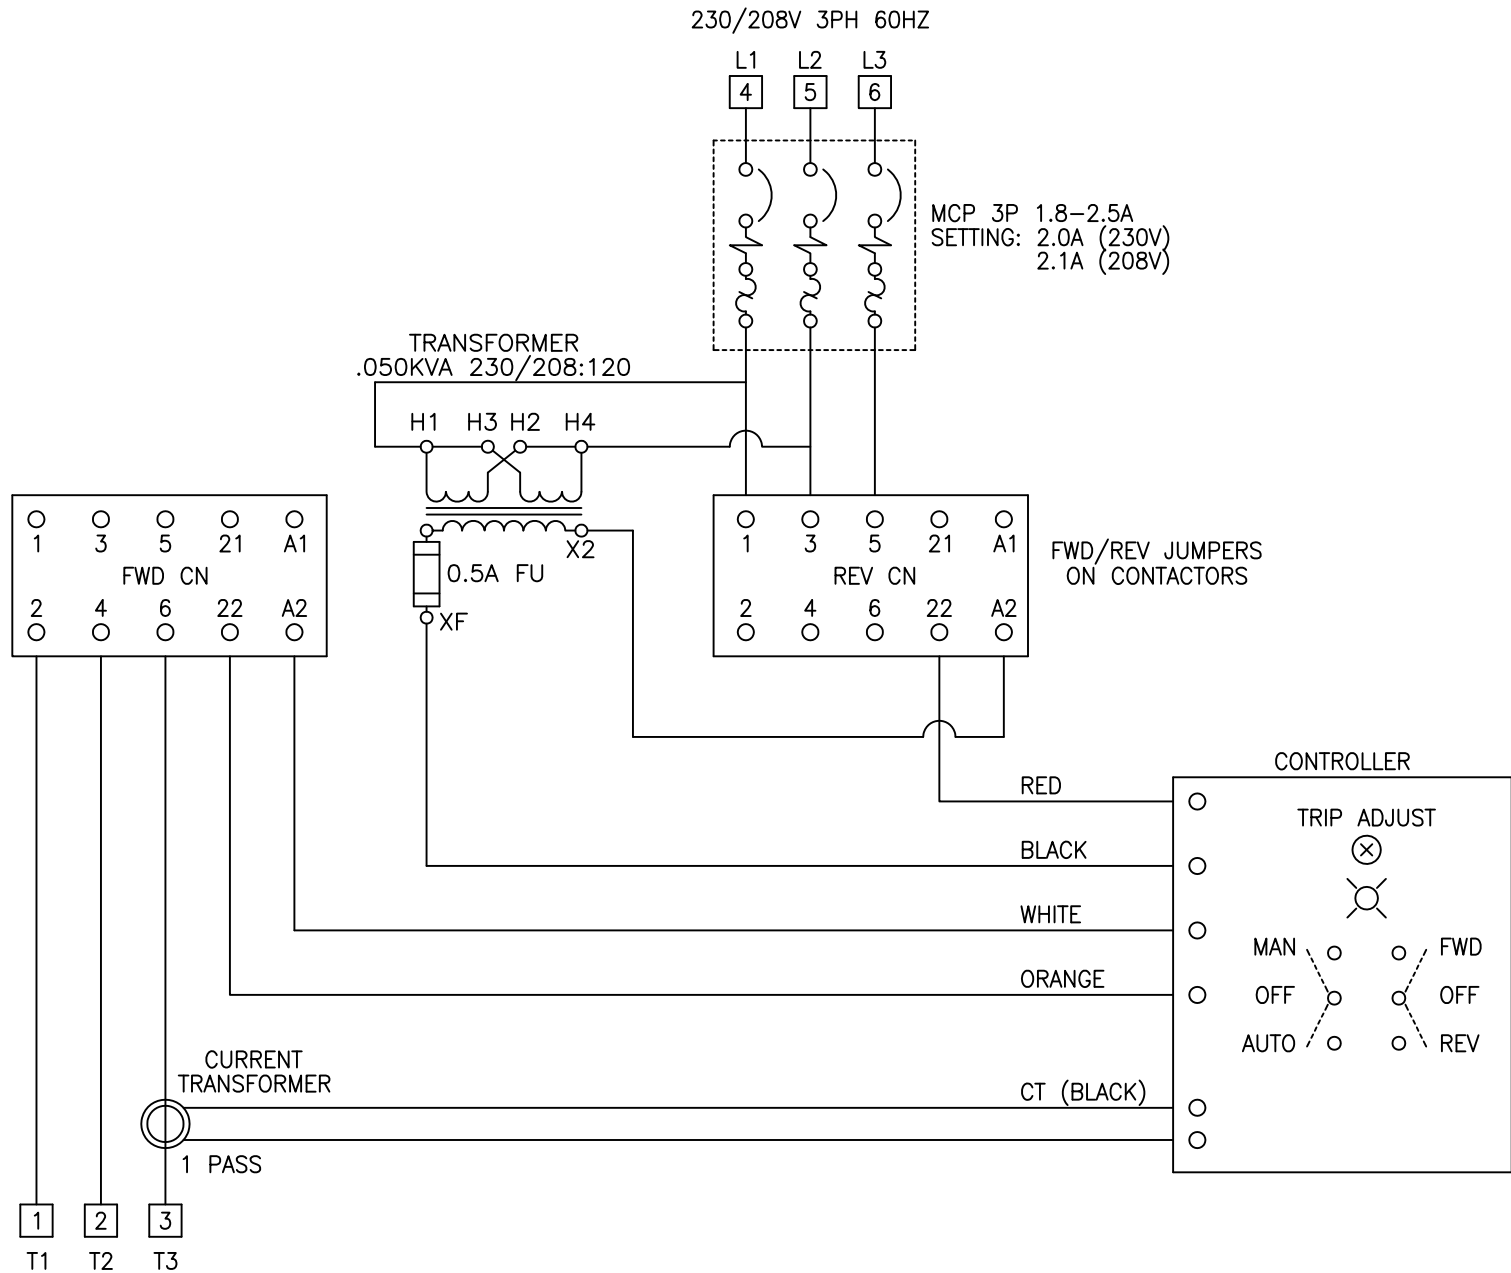 230/208V 3PH 60HZ
L1 L2 L3
4 5 6
MCP 3P 1.8-2.5A
SETTING: 2.0A (230V)
2.1A (208V)
TRANSFORMER
.050KVA 230/208:120
H1 H3 H2 H4
X2
0.5A FU
XF
1 3 5 21 A1
FWD CN
2 4 6 22 A2
1 3 5 21 A1
REV CN
2 4 6 22 A2
FWD/REV JUMPERS
ON CONTACTORS
CONTROLLER
TRIP ADJUST
MAN FWD
OFF OFF
AUTO REV
RED
BLACK
WHITE
ORANGE
CT (BLACK)
CURRENT
TRANSFORMER
1 PASS
1 2 3
T1 T2 T3